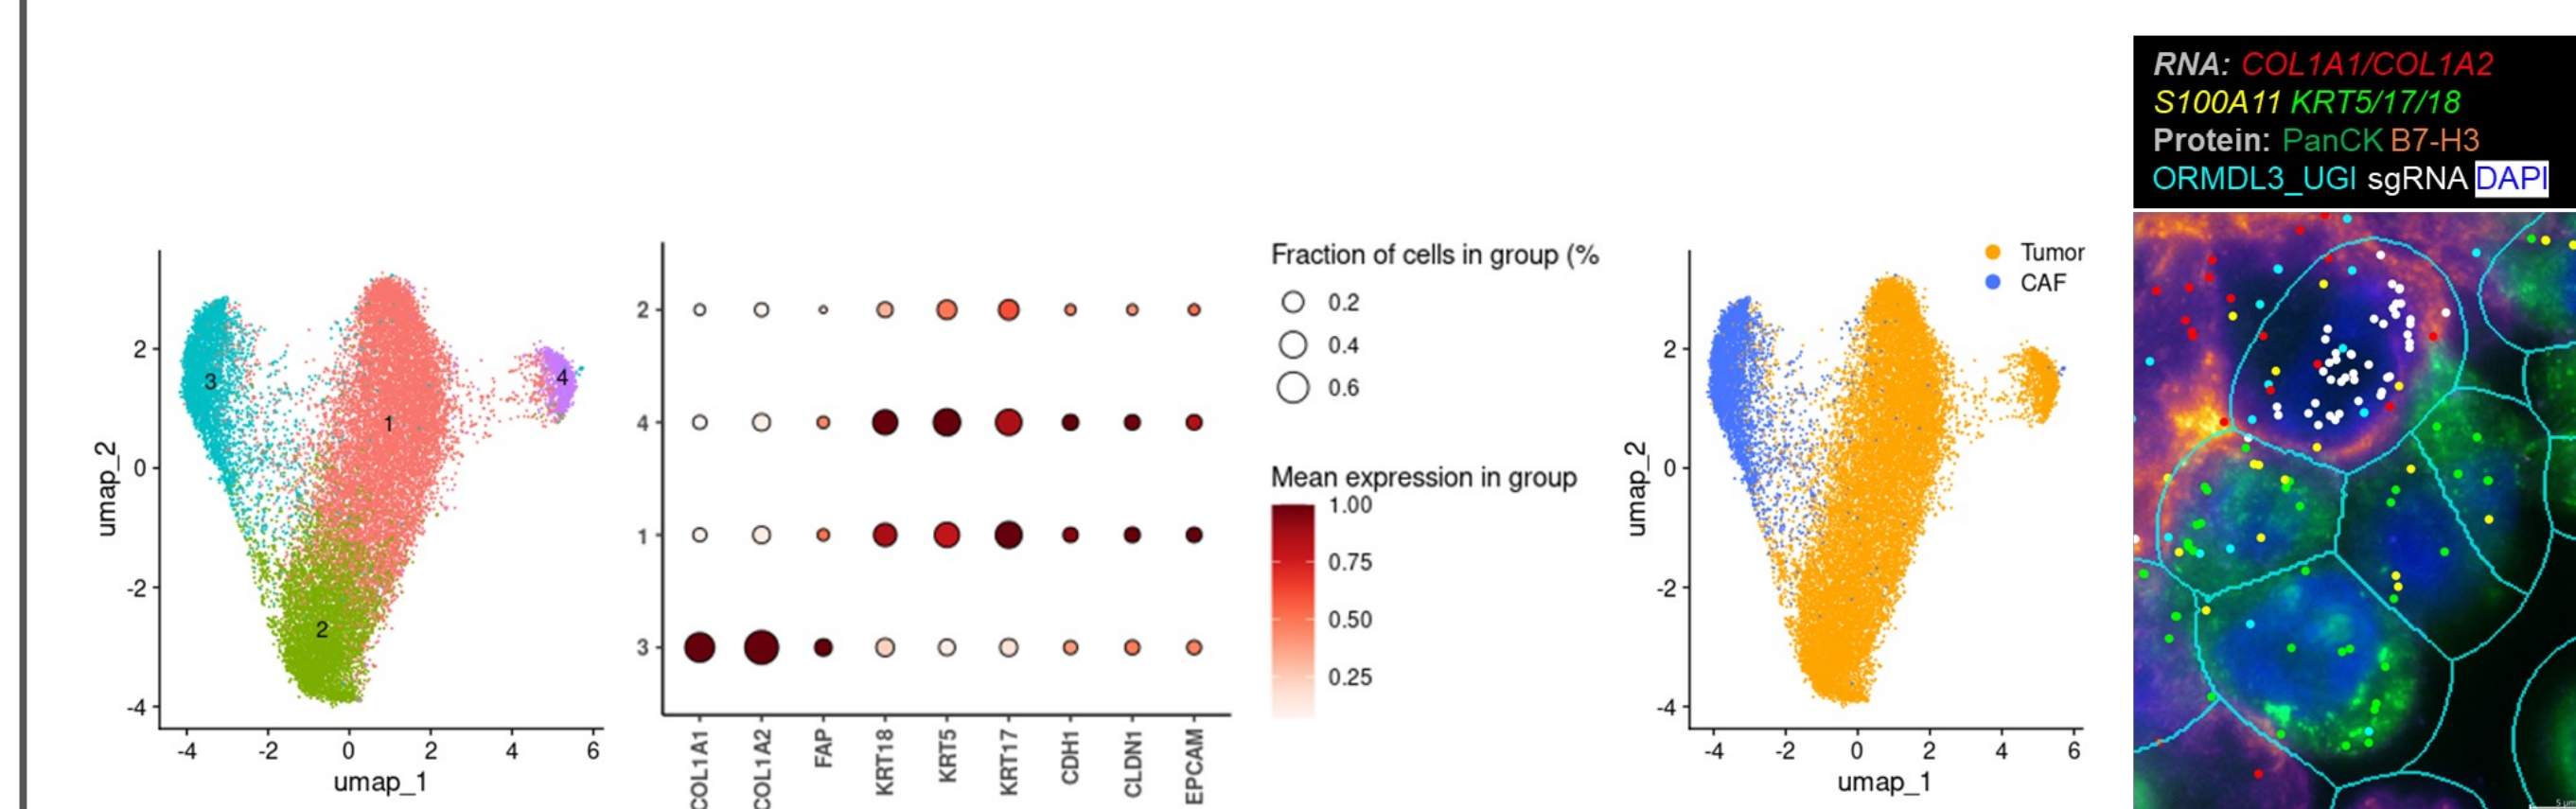 RNA: COL1A1/COL1A2
S100A11 KRT5/17/18
Protein: PanCK B7-H3
ORMDL3_UGI sgRNA DAPI
umap_2
2
0
-2
-4
-4
-2
0
2
4
6
umap_1
3
1
2
4
2
4
1
3
COL1A1
COL1A2
FAP
KRT18
KRT5
KRT17
CDH1
CLDN1
EPCAM
Fraction of cells in group (%
0.2
0.4
0.6
Mean expression in group
1.00
0.75
0.50
0.25
Tumor
CAF
umap_2
2
0
-2
-4
-4
-2
0
2
4
6
umap_1